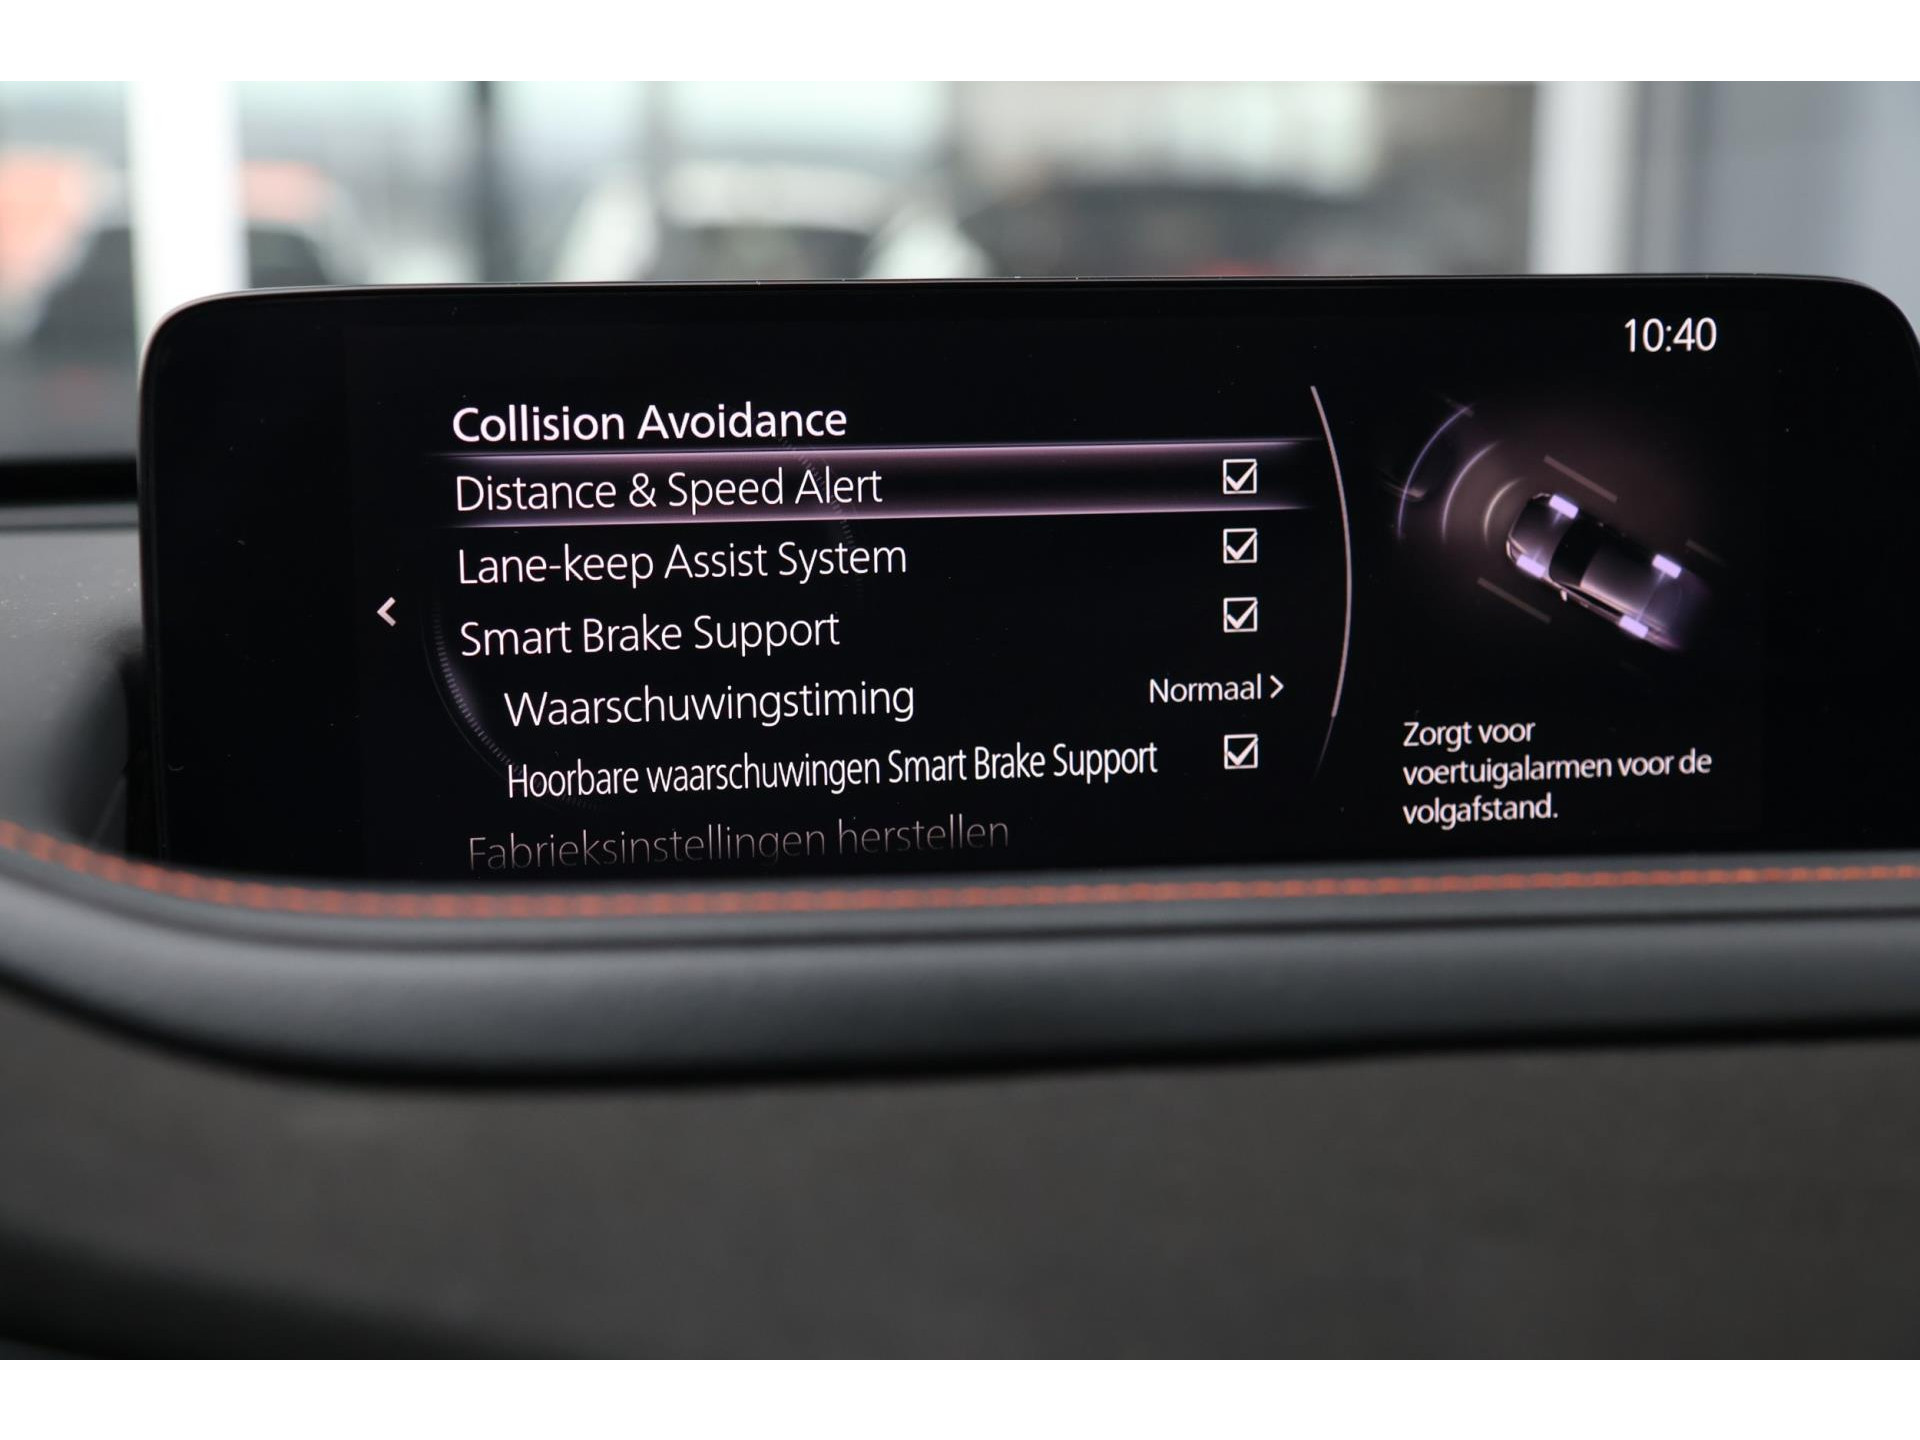 10:40
Collision Avoidance
Distance & Speed Alert
Lane-keep Assist System
Smart Brake Support
Waarschuwingstiming Normaal
Hoorbare waarschuwingen Smart Brake Support
Fabrieksinstellingen herstellen
Zorgt voor
voertuigalarmen voor de
volgafstand.